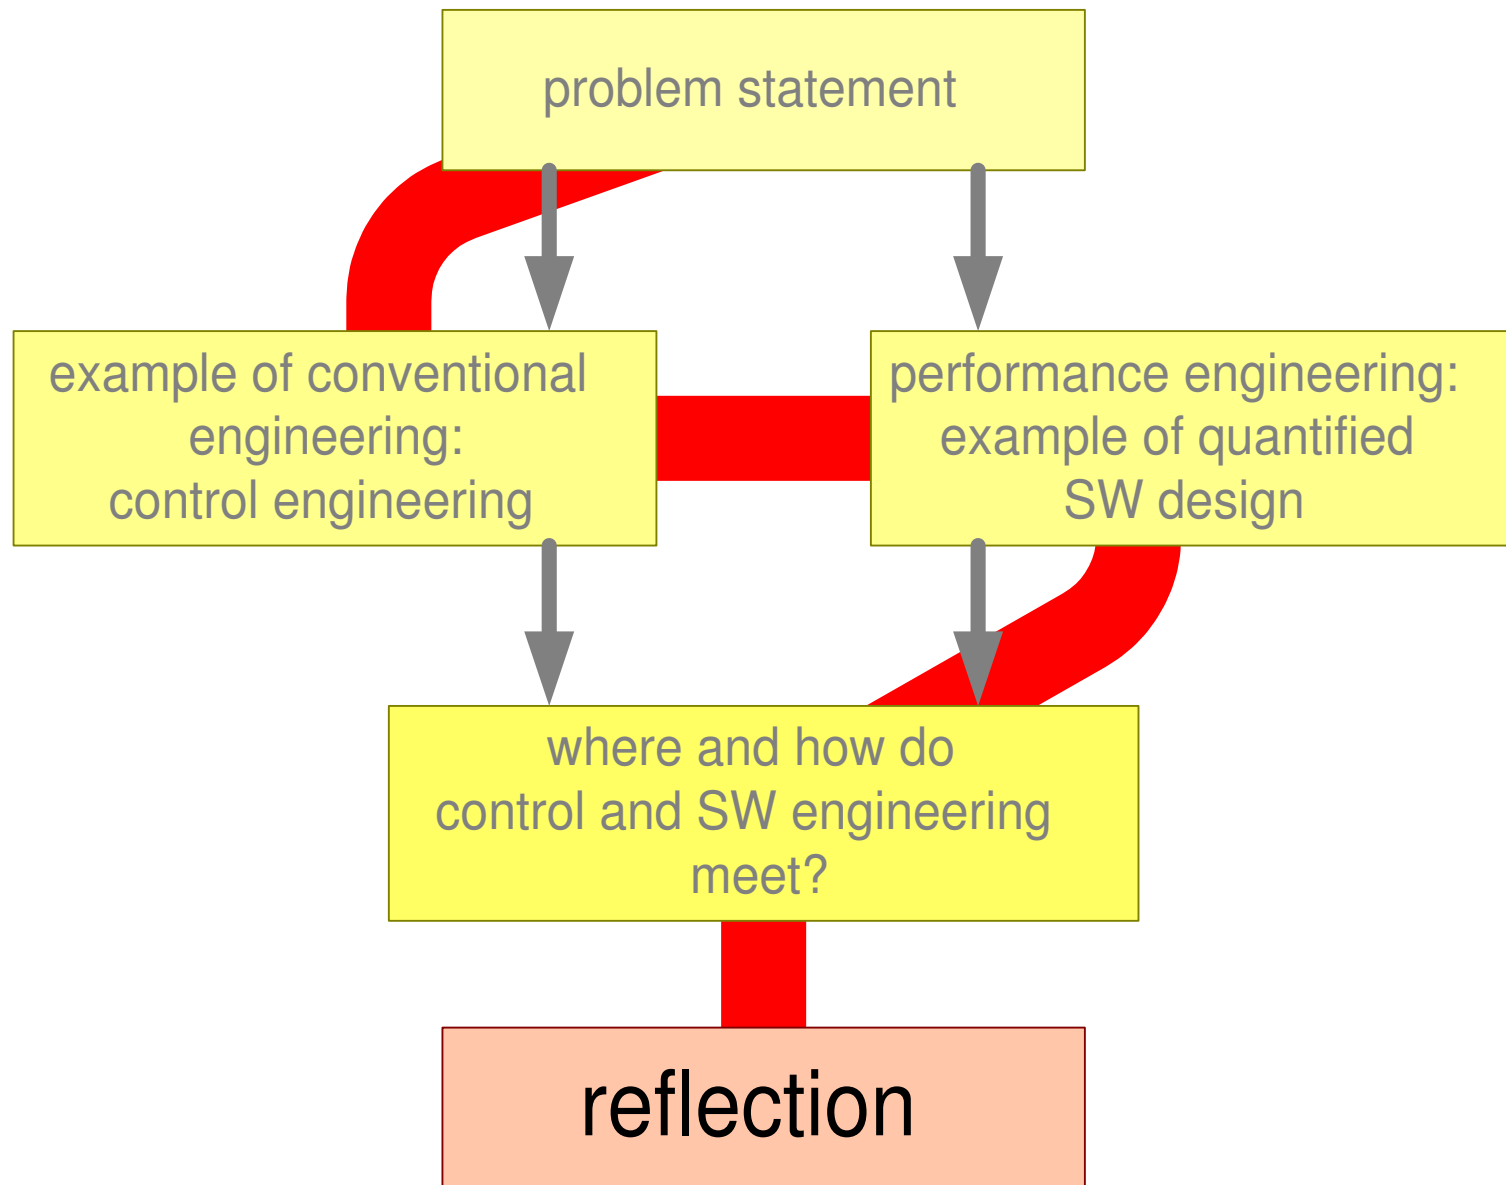 problem statement
example of conventional
engineering:
control engineering
performance engineering:
example of quantified
SW design
where and how do
control and SW engineering
meet?
reflection